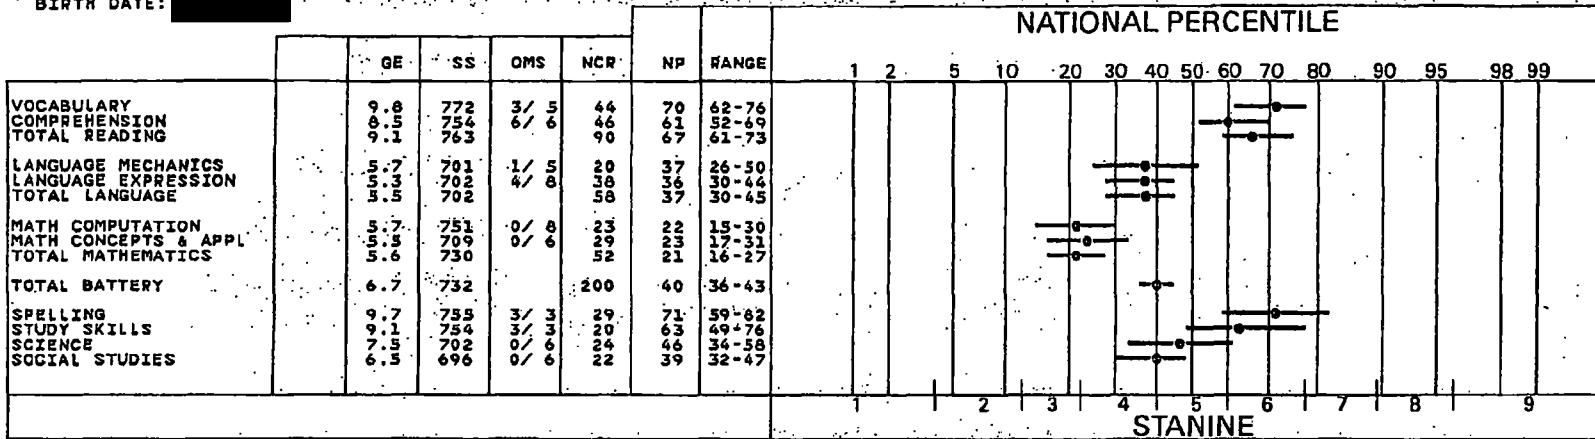 BIRTH DATE:
NATIONAL PERCENTILE
GE SS OMS NCR NP RANGE 1 2 5 10 20 30 40 50 60 70 80 90 95 98 99
VOCABULARY 9.8 772 3/ 5 44 70 62-76
COMPREHENSION 8.5 754 6/ 6 46 61 52-69
TOTAL READING 9.1 763 90 67 61-73
LANGUAGE MECHANICS 5.7 701 1/ 5 20 37 26-50
LANGUAGE EXPRESSION 5.3 702 4/ 8 38 36 30-44
TOTAL LANGUAGE 5.5 702 58 37 30-45
MATH COMPUTATION 5.7 751 0/ 8 23 22 15-30
MATH CONCEPTS & APPL 5.5 709 0/ 6 29 23 17-31
TOTAL MATHEMATICS 5.6 730 52 21 16-27
TOTAL BATTERY 6.7 732 200 40 36-43
SPELLING 9.7 755 3/ 3 29 71 59-82
STUDY SKILLS 9.1 754 3/ 3 20 63 49-76
SCIENCE 7.5 702 0/ 6 24 46 34-58
SOCIAL STUDIES 6.5 696 0/ 6 22 39 32-47
1 2 3 4 5 6 7 8 9
STANINE